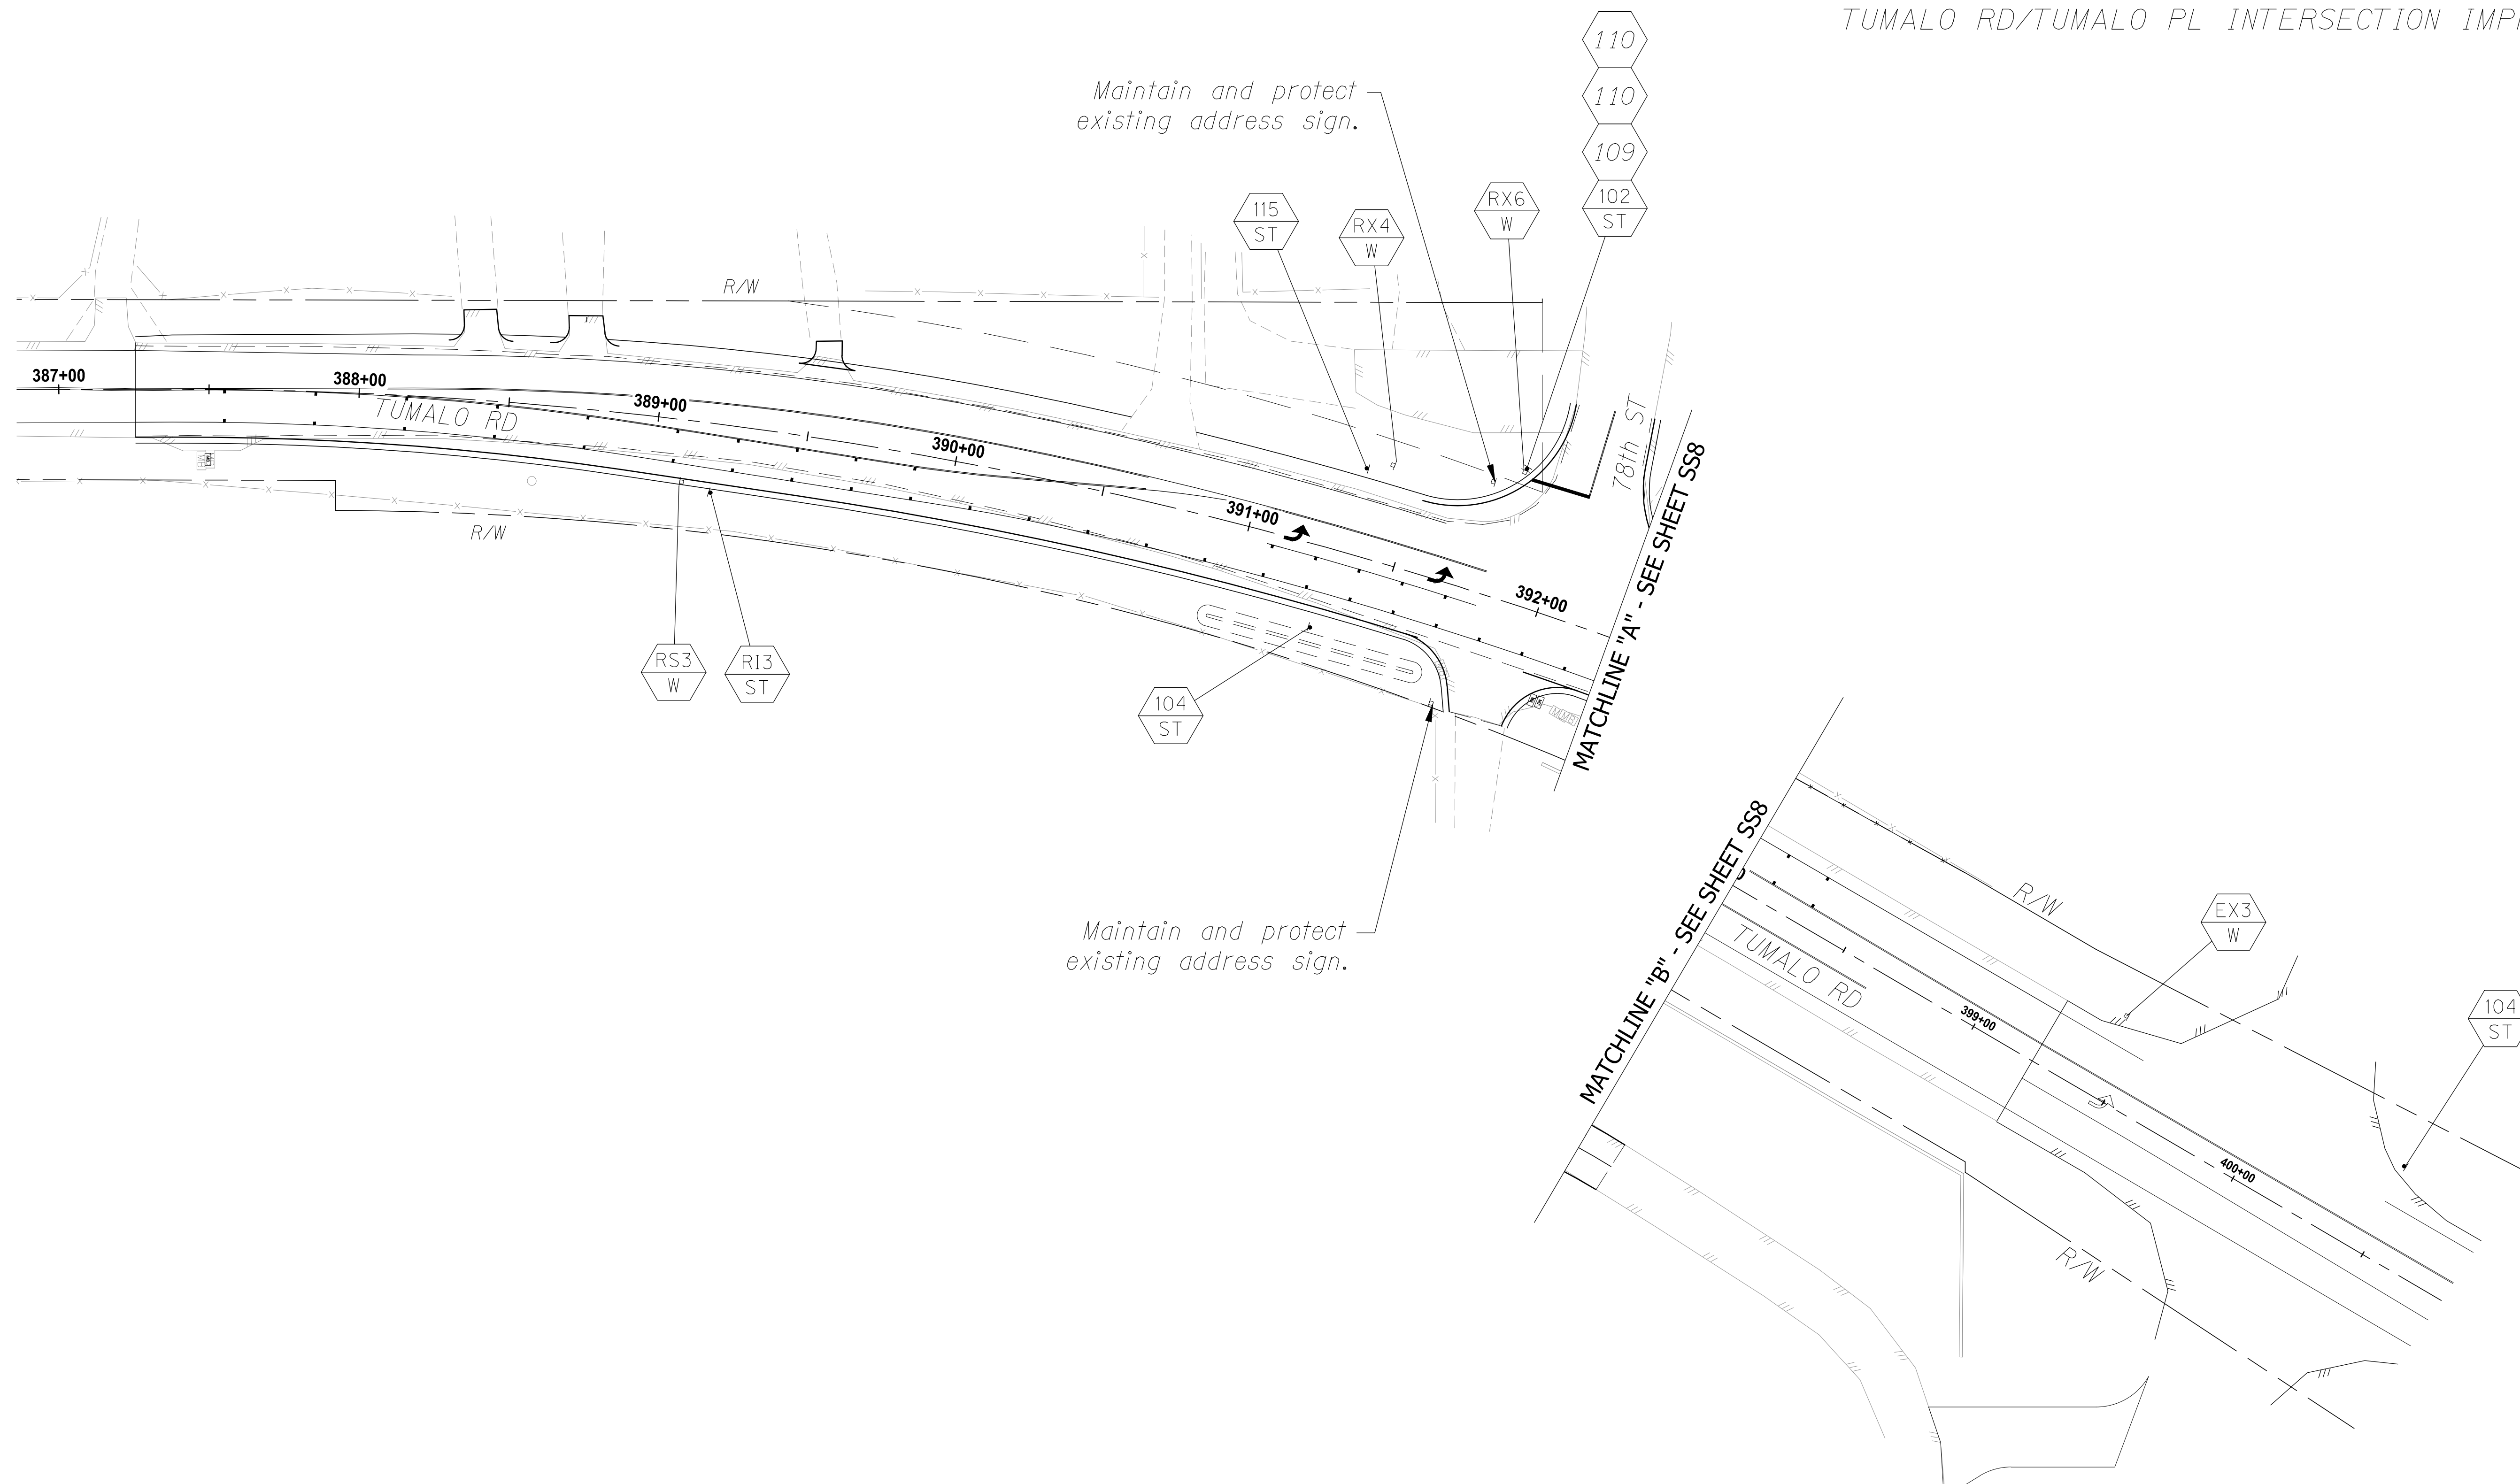 TUMALO RD/TUMALO PL INTERSECTION IMP
110
110
109
102
ST
Maintain and protect
existing address sign.
115
ST
RX4
W
RX6
W
R/W
387+00
388+00
389+00
390+00
391+00
392+00
TUMALO RD
78th ST
R/W
MATCHLINE "A" - SEE SHEET SS8
RS3
W
RI3
ST
104
ST
Maintain and protect
existing address sign.
MATCHLINE "B" - SEE SHEET SS8
R/W
EX3
W
TUMALO RD
399+00
104
ST
400+00
R/W